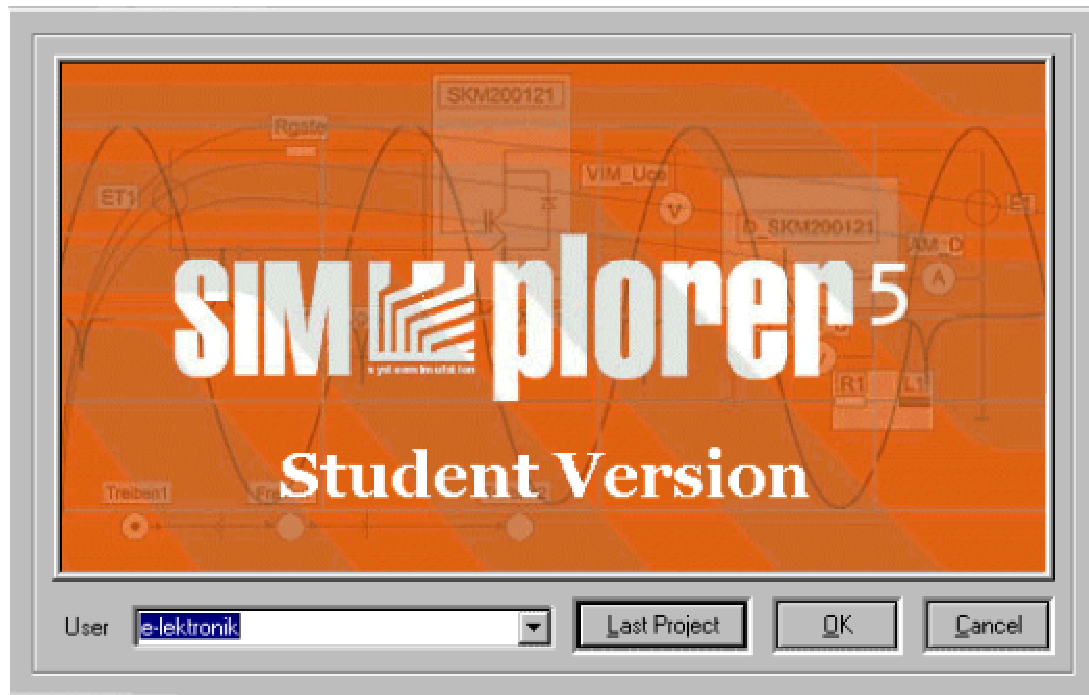 SKM200121
Rgate
VIM_Uce
ET1
D_SKM200121
E1
AM_D
SIMplorer 5
R1 L1
Student Version
Treiben1
User e-lektronik Last Project OK Cancel